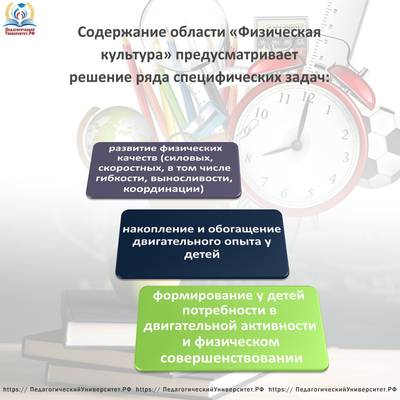 Педагогический
Университет.РФ
Содержание области «Физическая
культура» предусматривает
решение ряда специфических задач:
развитие физических
качеств (силовых,
скоростных, в том числе
гибкости, выносливости,
координации)
накопление и обогащение
двигательного опыта у
детей
формирование у детей
потребности в
двигательной активности
и физическом
совершенствовании
https:// ПедагогическийУниверситет.РФ https:// ПедагогическийУниверситет.РФ https:// ПедагогическийУниверситет.РФ